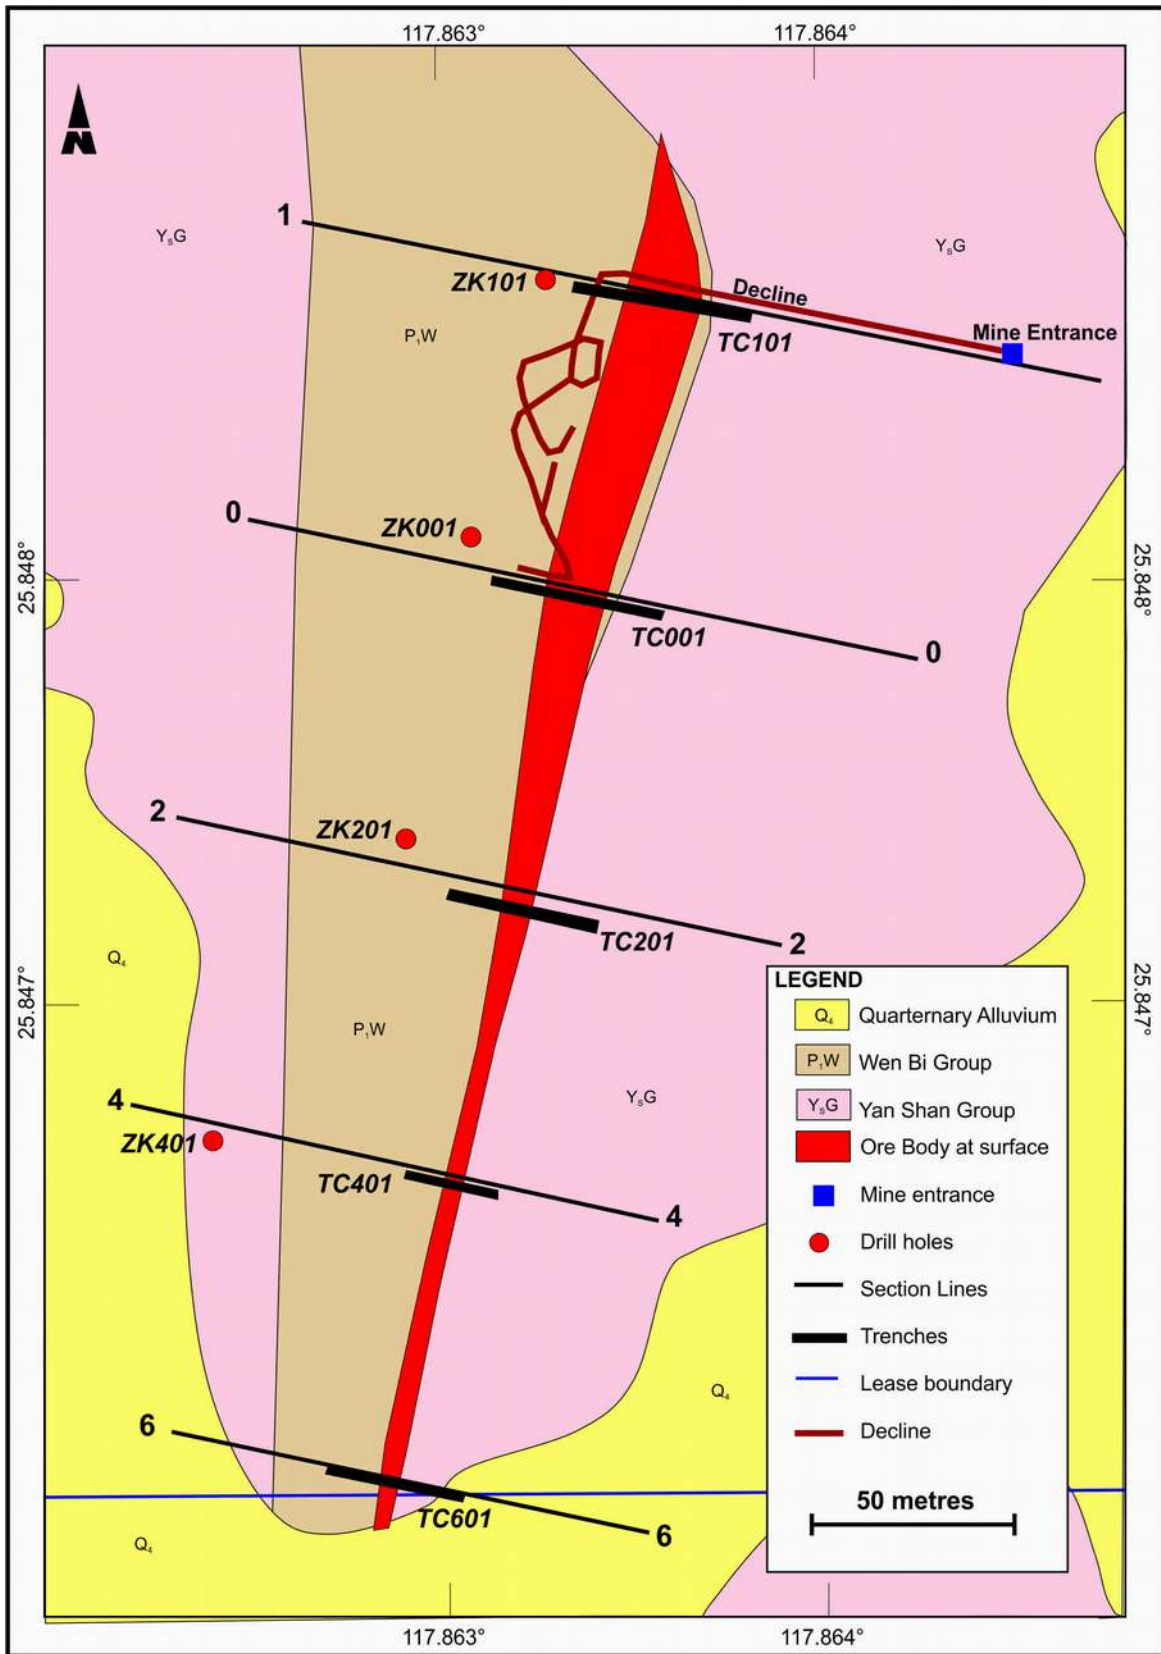 117.863°
117.864°
N
1
YₛG
YₛG
ZK101
Decline
Mine Entrance
P₁W
TC101
0
ZK001
25.848°
25.848°
TC001
0
2
ZK201
TC201
2
Q₄
25.847°
25.847°
P₁W
LEGEND
Q₄ Quarternary Alluvium
P₁W Wen Bi Group
YₛG Yan Shan Group
Ore Body at surface
Mine entrance
Drill holes
Section Lines
Trenches
Lease boundary
Decline
50 metres
4
YₛG
ZK401
TC401
4
Q₄
6
TC601
6
Q₄
117.863°
117.864°